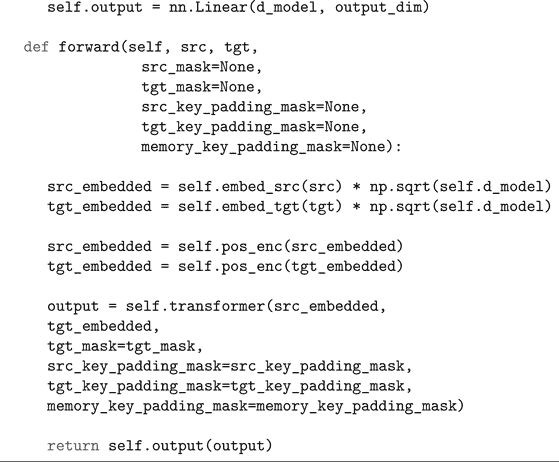 self.output = nn.Linear(d_model, output_dim)
def forward(self, src, tgt,
src_mask=None,
tgt_mask=None,
src_key_padding_mask=None,
tgt_key_padding_mask=None,
memory_key_padding_mask=None):
src_embedded = self.embed_src(src) * np.sqrt(self.d_model)
tgt_embedded = self.embed_tgt(tgt) * np.sqrt(self.d_model)
src_embedded = self.pos_enc(src_embedded)
tgt_embedded = self.pos_enc(tgt_embedded)
output = self.transformer(src_embedded,
tgt_embedded,
tgt_mask=tgt_mask,
src_key_padding_mask=src_key_padding_mask,
tgt_key_padding_mask=tgt_key_padding_mask,
memory_key_padding_mask=memory_key_padding_mask)
return self.output(output)